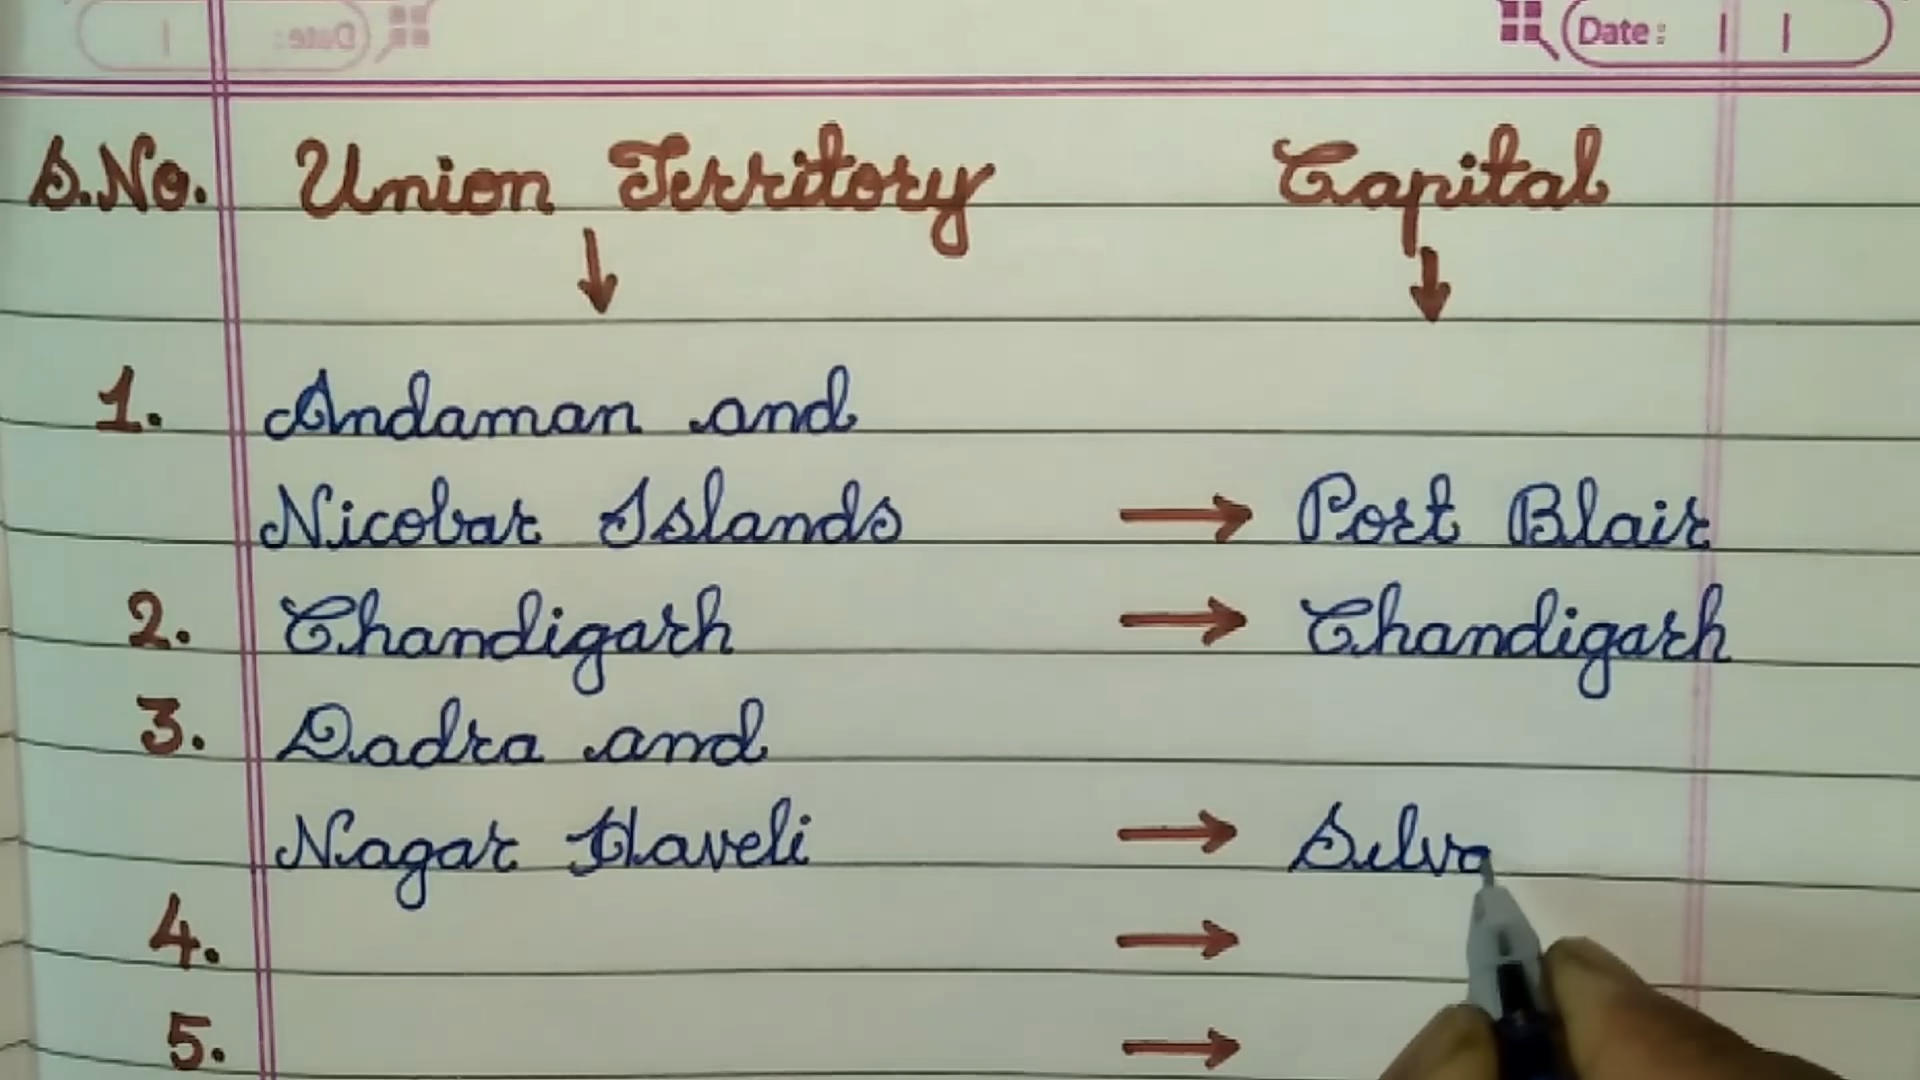 Date:
S.No. Union Territory Capital
1. Andaman and
Nicobar Islands → Port Blair
2. Chandigarh → Chandigarh
3. Dadra and
Nagar Haveli → Silva
4. →
5. →